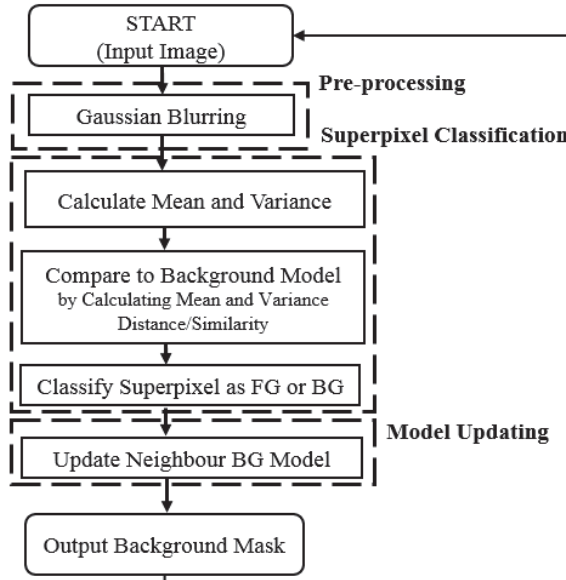 START
(Input Image)
Pre-processing
Gaussian Blurring
Superpixel Classification
Calculate Mean and Variance
Compare to Background Model
by Calculating Mean and Variance
Distance/Similarity
Classify Superpixel as FG or BG
Model Updating
Update Neighbour BG Model
Output Background Mask